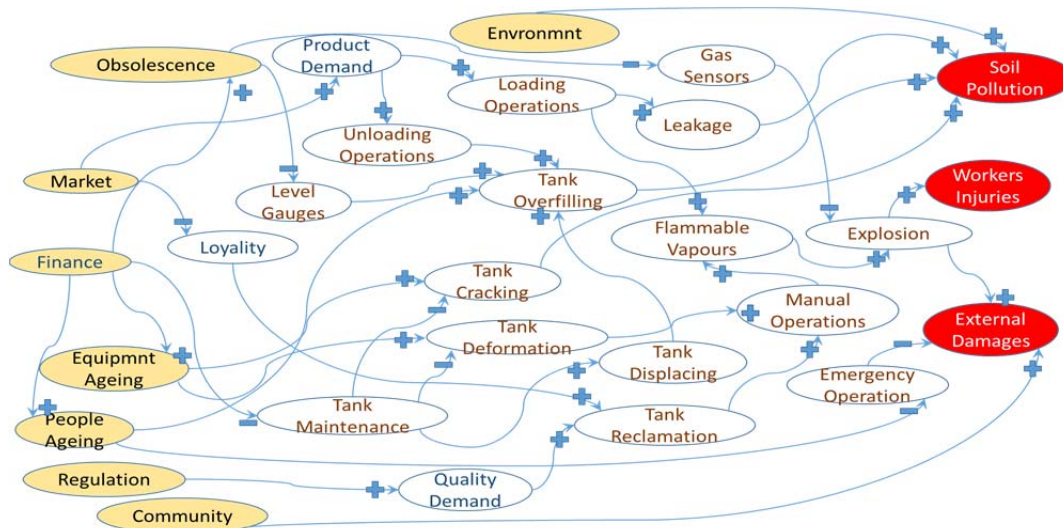 Envronmnt
Product
Demand
Obsolescence
Gas
Sensors
Soil
Pollution
Loading
Operations
Leakage
Unloading
Operations
Market
Level
Gauges
Tank
Overfilling
Workers
Injuries
Loyality
Flammable
Vapours
Explosion
Finance
Tank
Cracking
Manual
Operations
External
Damages
Tank
Deformation
Equipmnt
Ageing
Tank
Displacing
Emergency
Operation
People
Ageing
Tank
Maintenance
Tank
Reclamation
Regulation
Quality
Demand
Community